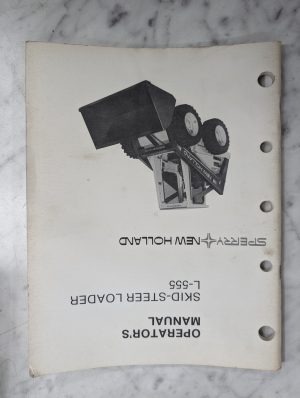 OPERATOR'S
MANUAL
SKID-STEER LOADER
L-555
SPERRY NEW HOLLAND